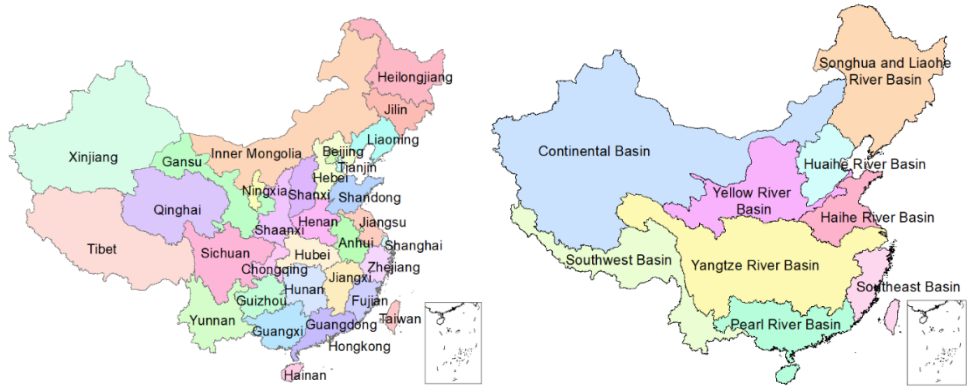 Heilongjiang
Jilin
Liaoning
Inner Mongolia
Beijing
Tianjin
Hebei
Xinjiang
Gansu
Ningxia
Shanxi
Shandong
Qinghai
Henan
Jiangsu
Shaanxi
Anhui
Shanghai
Tibet
Sichuan
Hubei
Chongqing
Zhejiang
Hunan
Jiangxi
Guizhou
Fujian
Yunnan
Guangxi
Guangdong
Taiwan
Hongkong
Hainan
Songhua and Liaohe
River Basin
Continental Basin
Huaihe River Basin
Yellow River
Basin
Haihe River Basin
Southwest Basin
Yangtze River Basin
Southeast Basin
Pearl River Basin